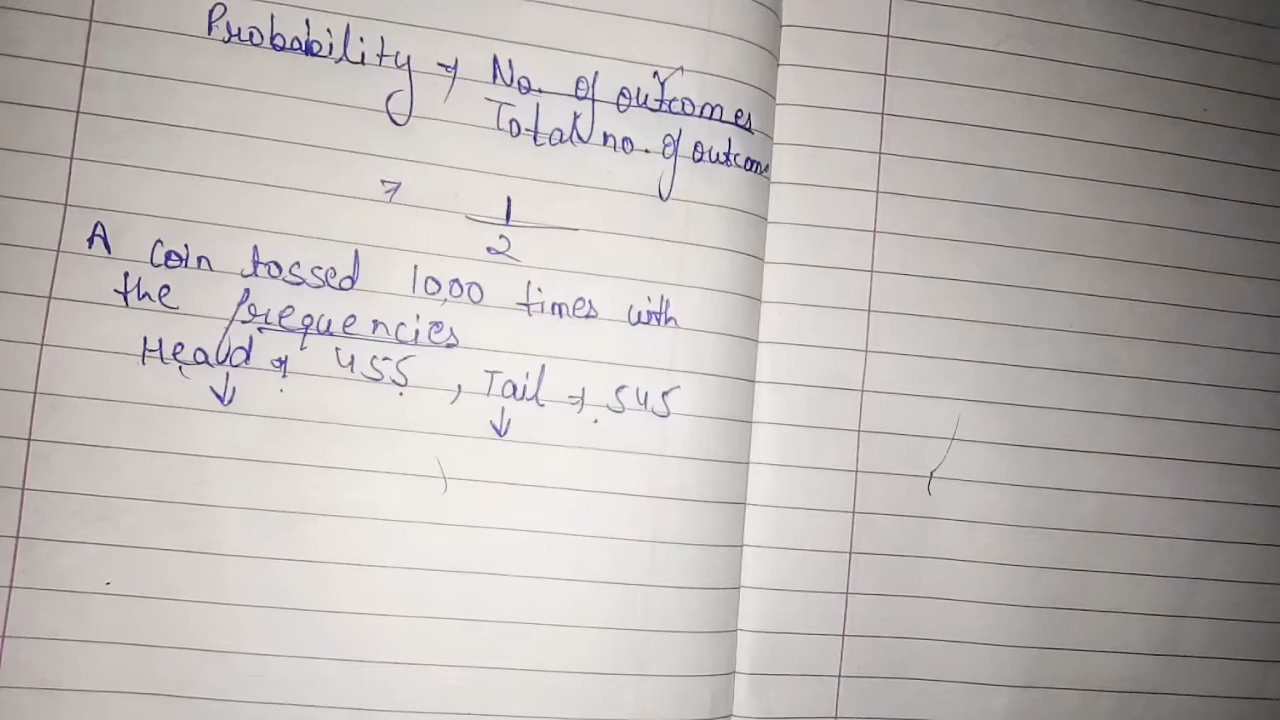 Probability → No. of outcomes
Total no. of outcom
→ 1
2
A coin tossed 10,00 times with
the frequencies
Head → 455 , Tail → 545
↓ ↓